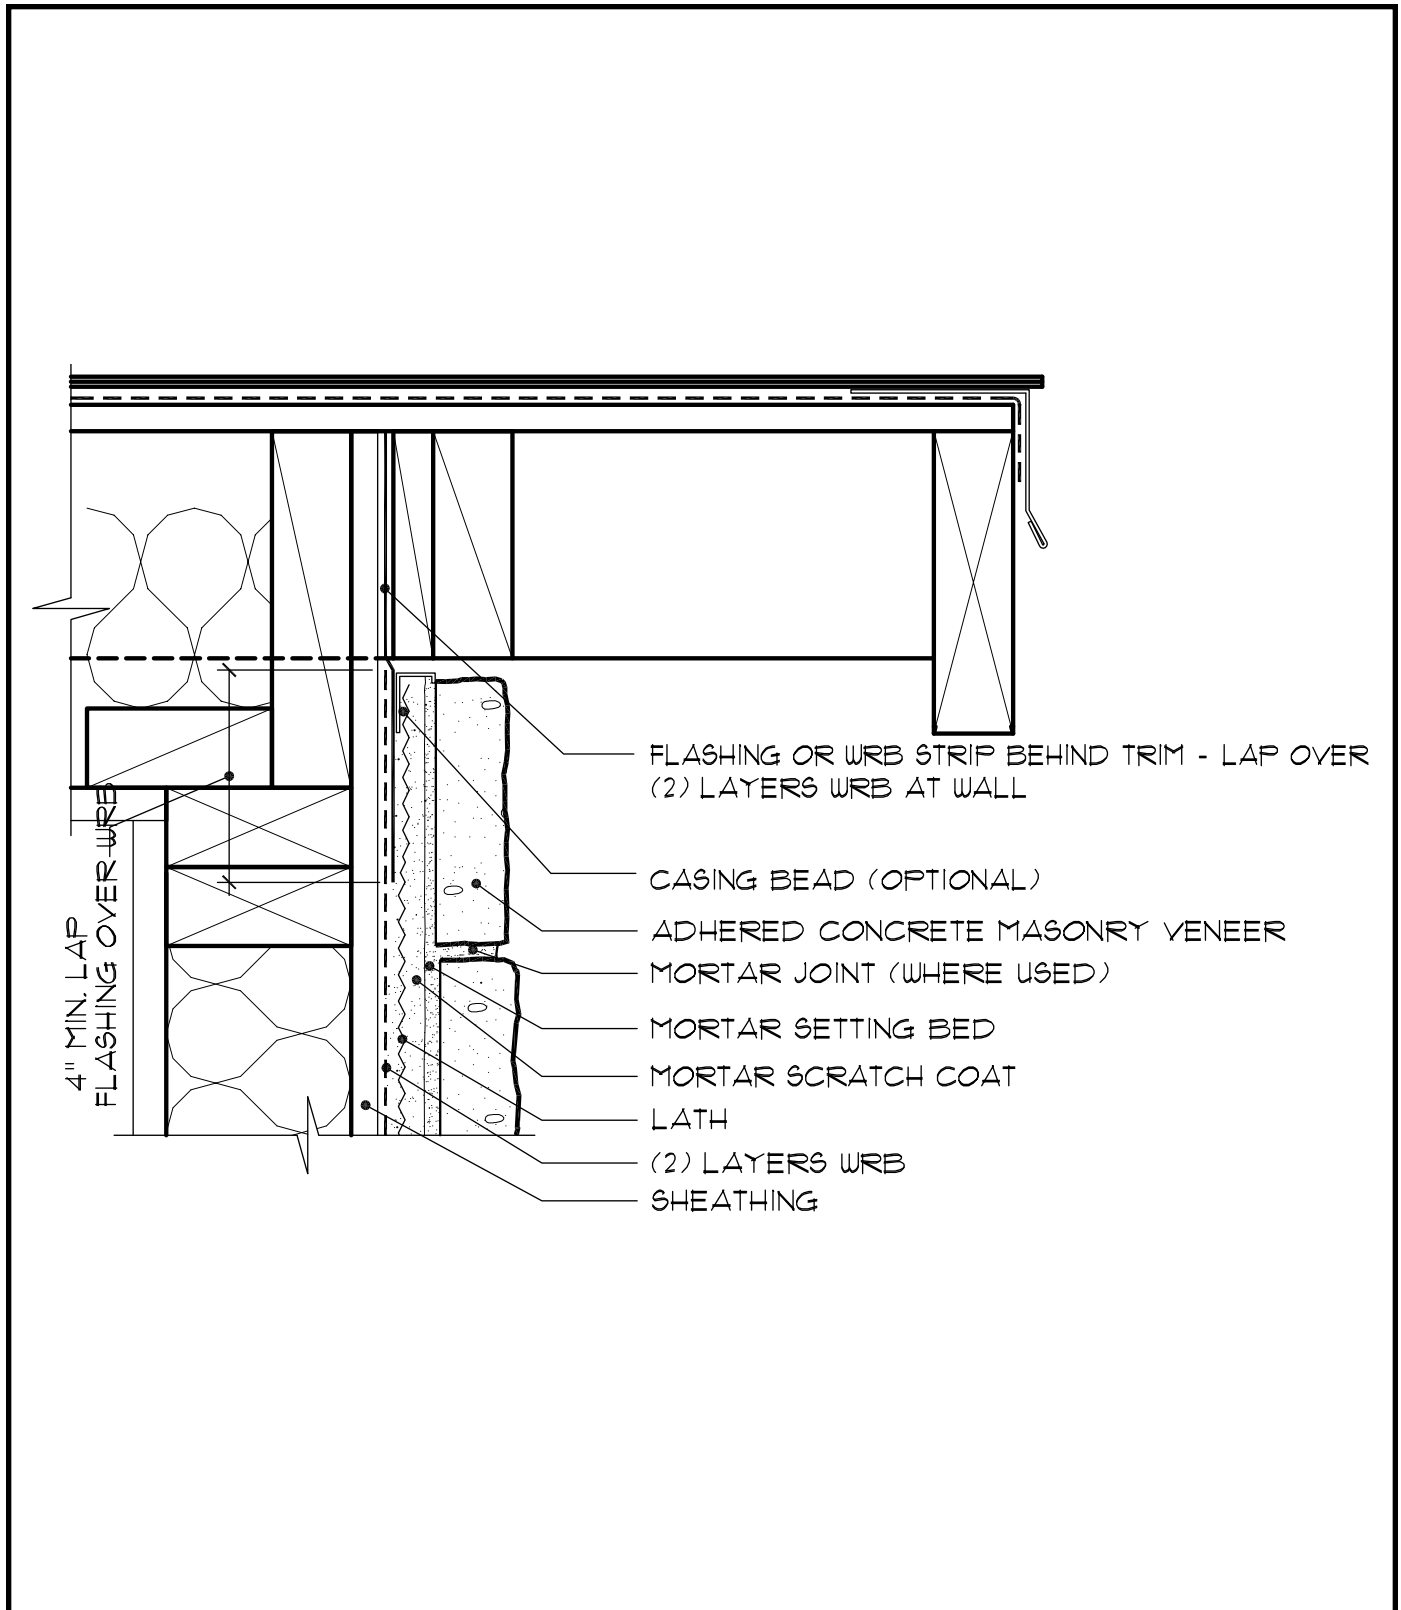 FLASHING OR WRB STRIP BEHIND TRIM - LAP OVER
(2) LAYERS WRB AT WALL
CASING BEAD (OPTIONAL)
ADHERED CONCRETE MASONRY VENEER
MORTAR JOINT (WHERE USED)
MORTAR SETTING BED
MORTAR SCRATCH COAT
LATH
(2) LAYERS WRB
SHEATHING
4" MIN. LAP
FLASHING OVER WRB